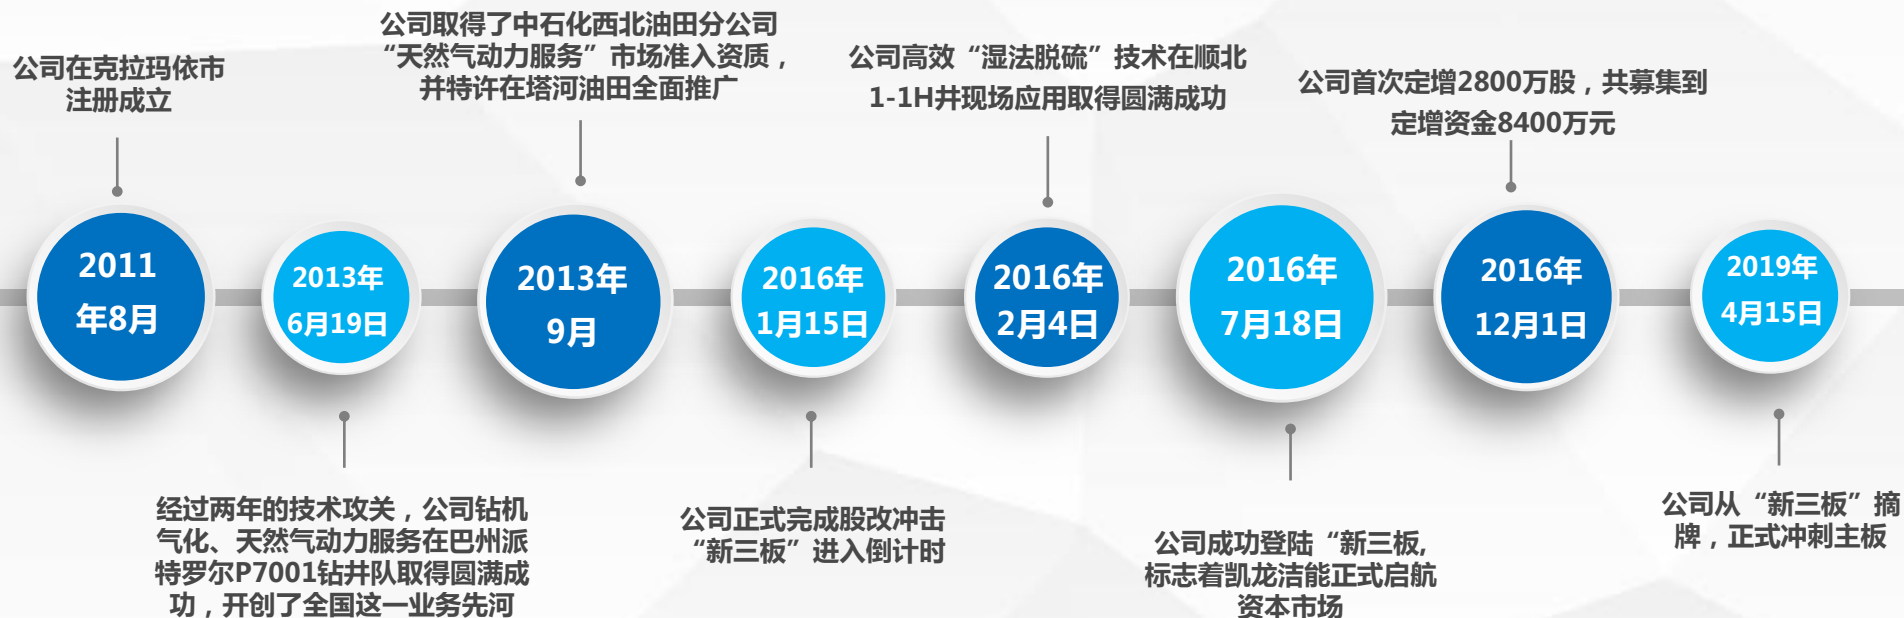 公司在克拉玛依市
注册成立
公司取得了中石化西北油田分公司
“天然气动力服务”市场准入资质，
并特许在塔河油田全面推广
公司高效“湿法脱硫”技术在顺北
1-1H井现场应用取得圆满成功
公司首次定增2800万股，共募集到
定增资金8400万元
2011
年8月
2013年
6月19日
2013年
9月
2016年
1月15日
2016年
2月4日
2016年
7月18日
2016年
12月1日
2019年
4月15日
经过两年的技术攻关，公司钻机
气化、天然气动力服务在巴州派
特罗尔P7001钻井队取得圆满成
功，开创了全国这一业务先河
公司正式完成股改冲击
“新三板”进入倒计时
公司成功登陆“新三板,
标志着凯龙洁能正式启航
资本市场
公司从“新三板”摘
牌，正式冲刺主板